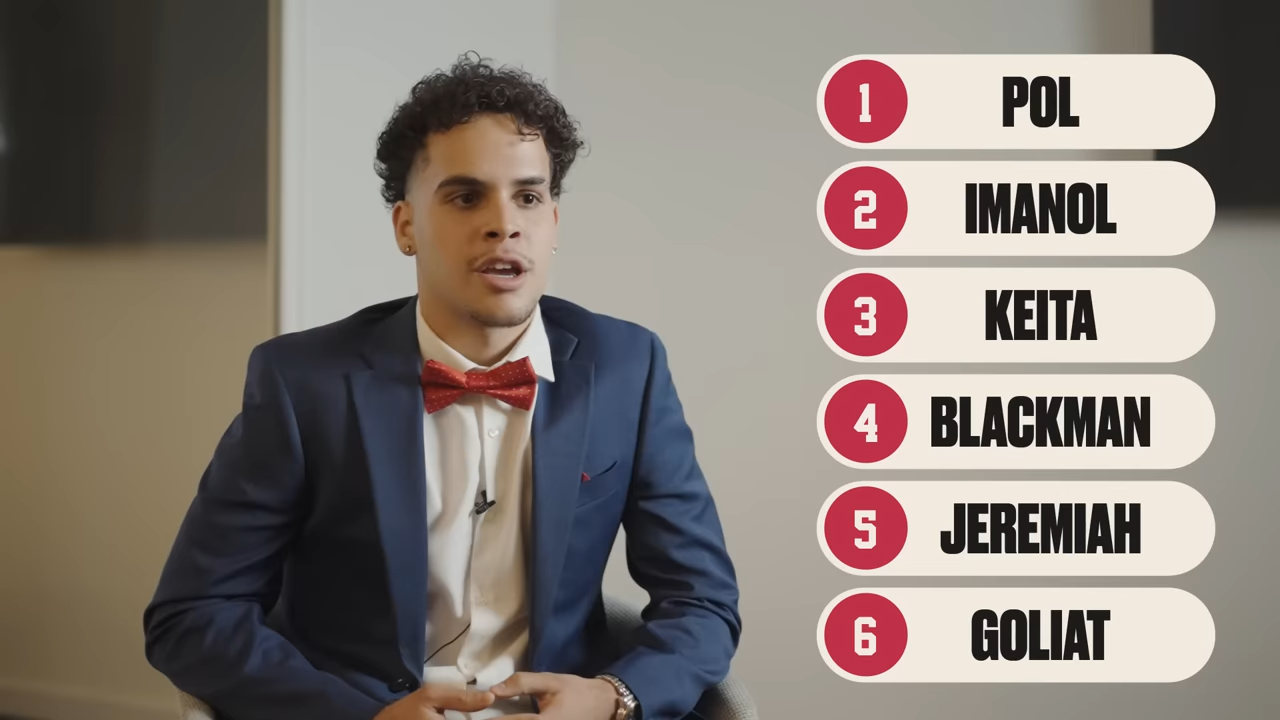 1 POL
2 IMANOL
3 KEITA
4 BLACKMAN
5 JEREMIAH
6 GOLIAT